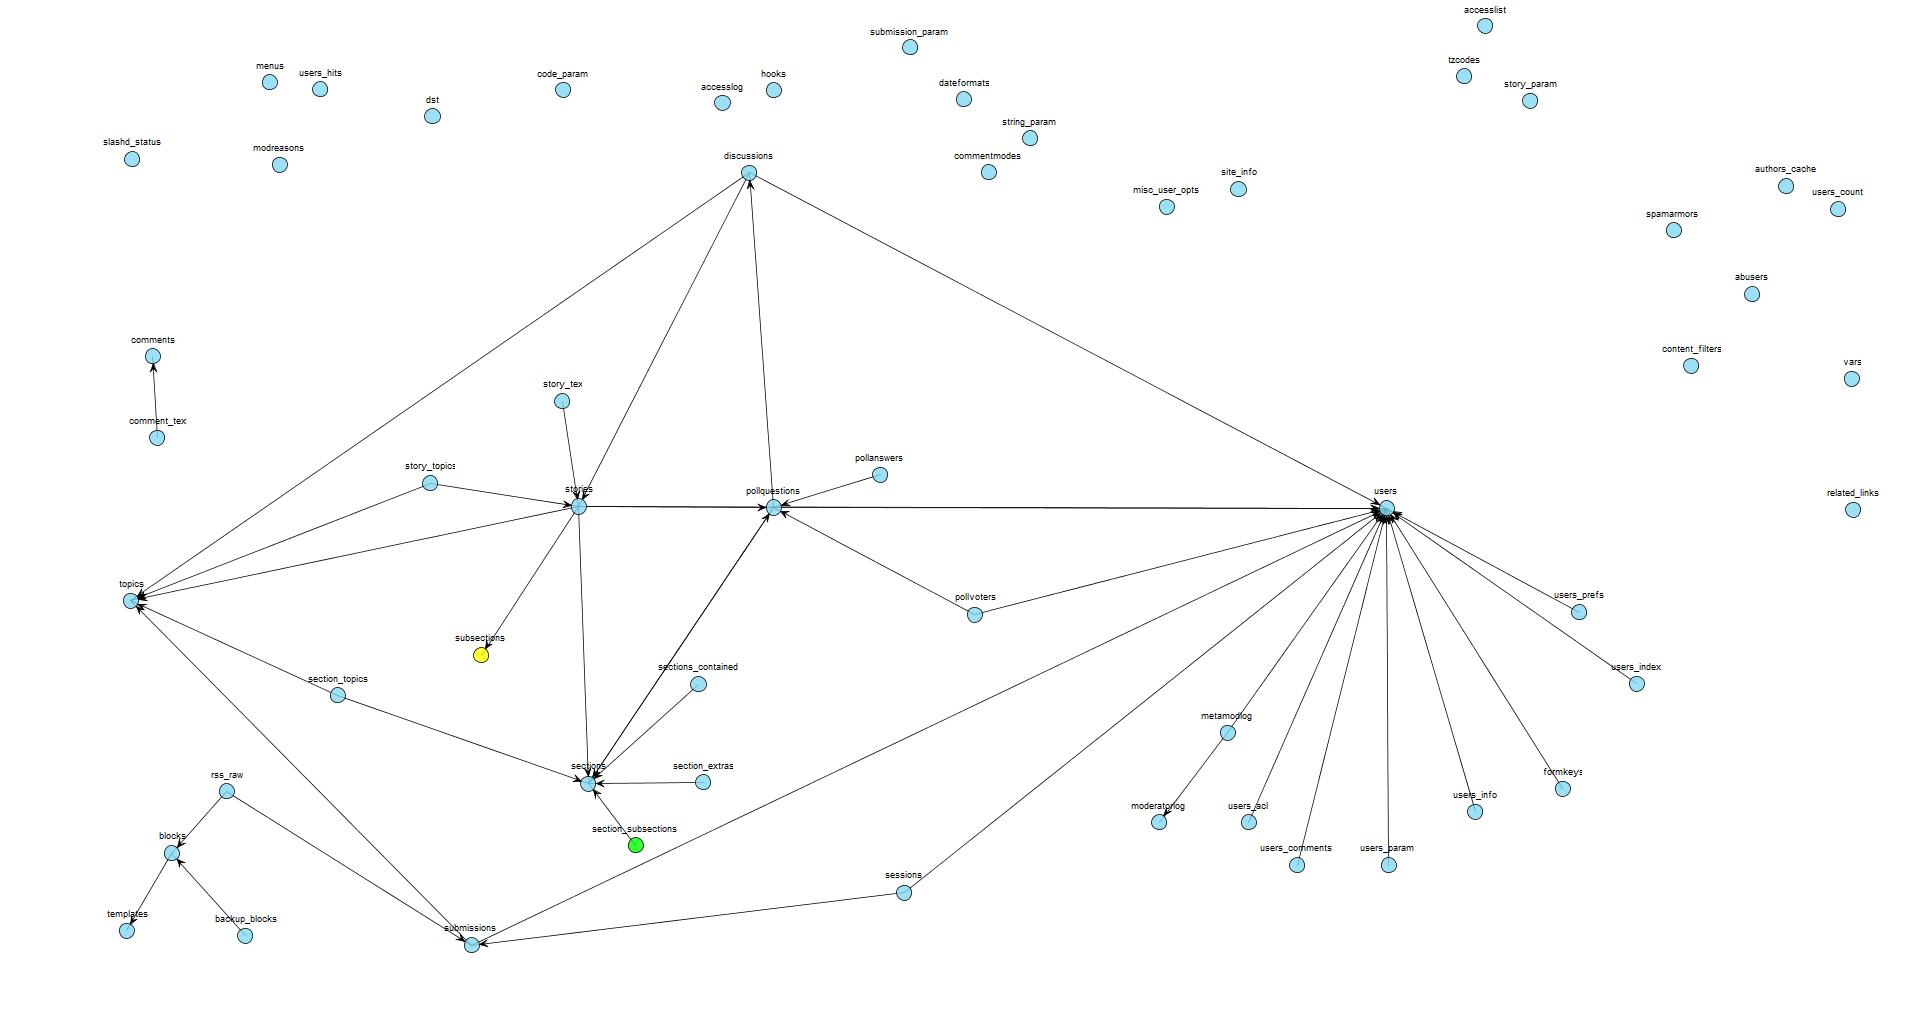 accesslist
submission_param
tzcodes
menus
users_hits
code_param
hooks
accesslog
dateformats
story_param
dst
string_param
slashd_status
modreasons
discussions
commentmodes
authors_cache
site_info
misc_user_opts
users_count
spamarmors
abusers
comments
content_filters
vars
story_tex
comment_tex
pollanswers
story_topics
stories
pollquestions
users
related_links
topics
users_prefs
pollvoters
subsections
sections_contained
users_index
section_topics
metamodlog
sections
section_extras
rss_raw
formkeys
users_info
moderatorlog
users_acl
section_subsections
blocks
users_comments
users_param
sessions
templates
backup_blocks
submissions